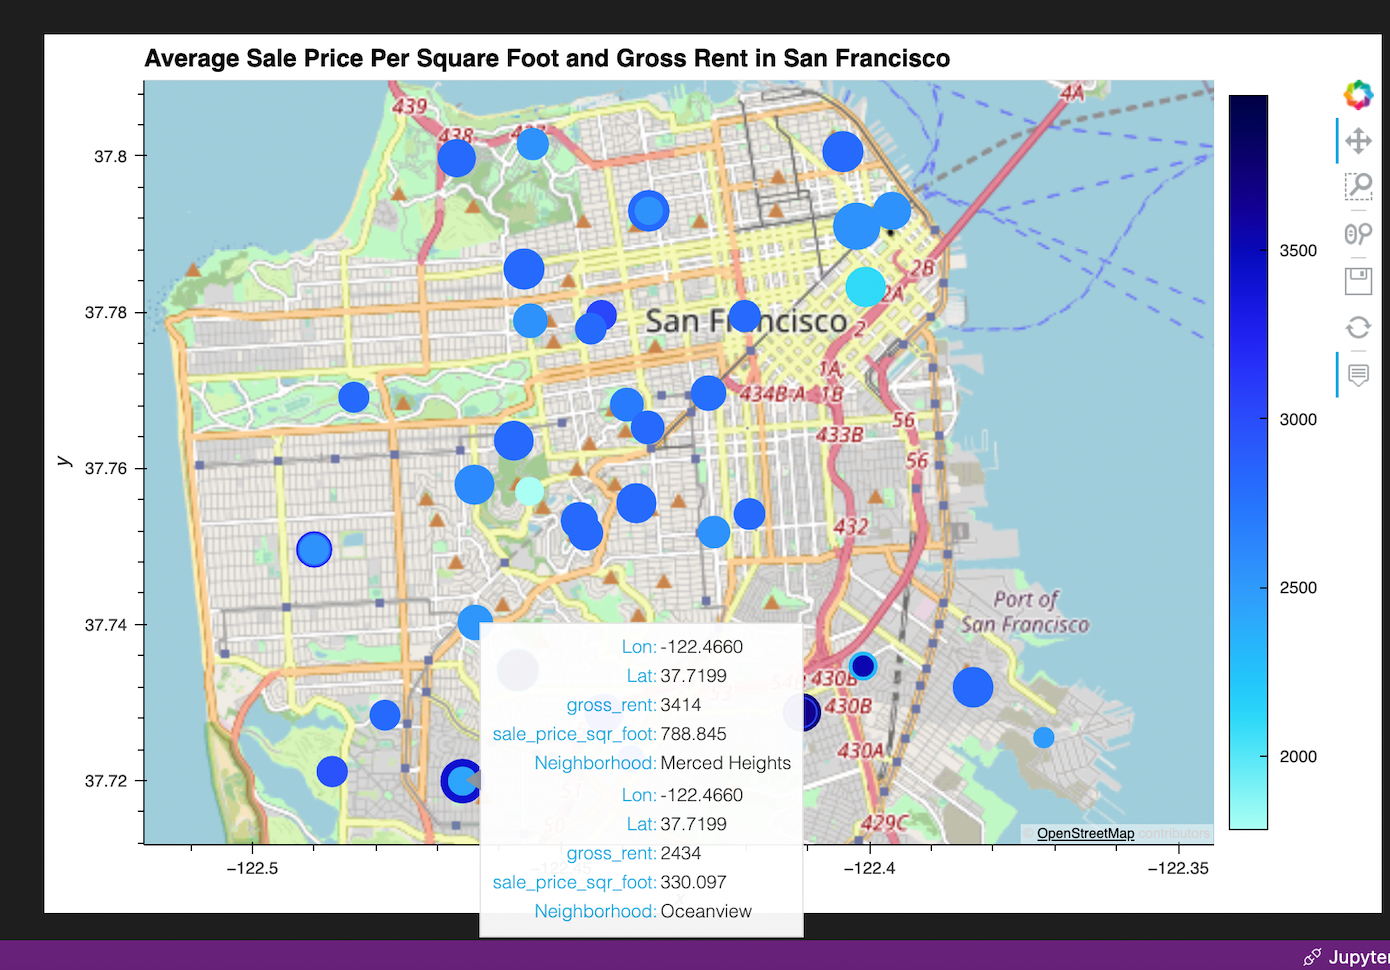 Average Sale Price Per Square Foot and Gross Rent in San Francisco
439
438
4A
37.8
3500
2B
2A
37.78
San Francisco
2
3000
1A
434B
A
1B
56
433B
y
37.76
56
432
2500
37.74
Port of
San Francisco
Lon: -122.4660
Lat: 37.7199
430B
gross_rent: 3414
430B
sale_price_sqr_foot: 788.845
430A
2000
Neighborhood: Merced Heights
37.72
Lon: -122.4660
Lat: 37.7199
429C
© OpenStreetMap contributors
gross_rent: 2434
−122.5
−122.45
−122.4
−122.35
sale_price_sqr_foot: 330.097
Neighborhood: Oceanview